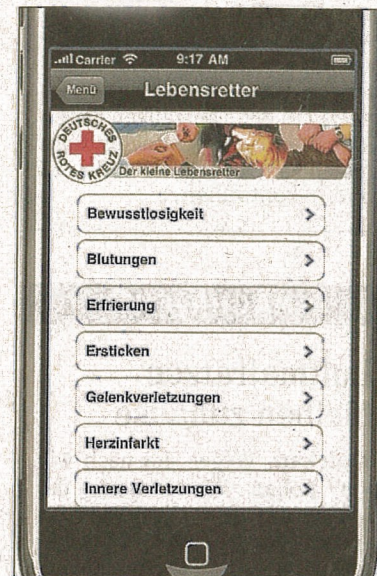 Carrier 9:17 AM
Menü Lebensretter
DEUTSCHES
ROTES KREUZ
Der kleine Lebensretter
Bewusstlosigkeit
Blutungen
Erfrierung
Ersticken
Gelenkverletzungen
Herzinfarkt
Innere Verletzungen